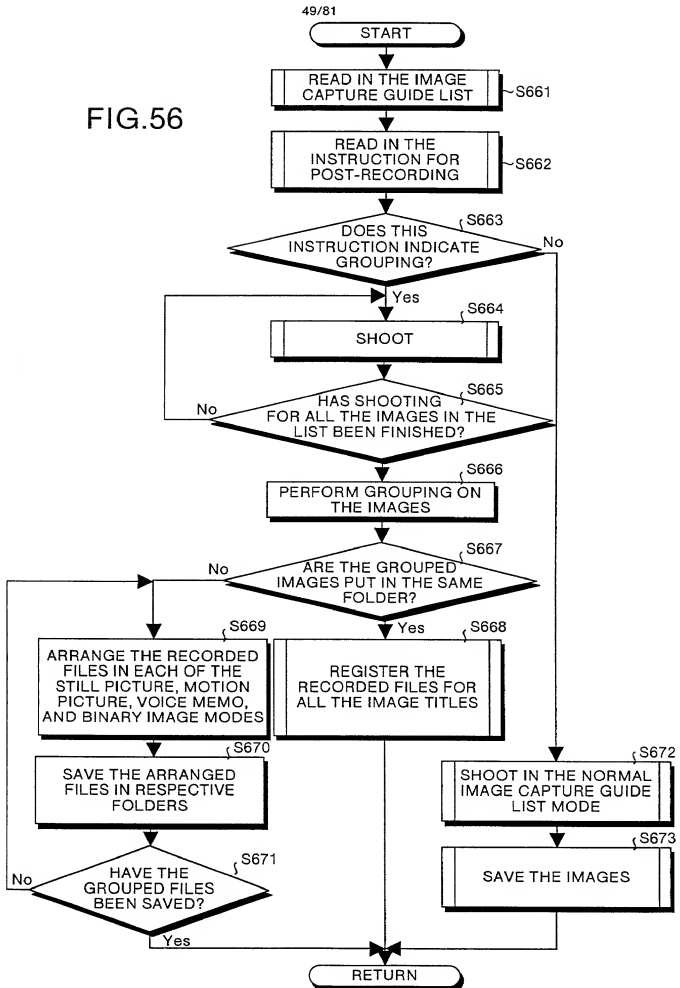 49/81
START
READ IN THE IMAGE
CAPTURE GUIDE LIST
S661
FIG.56
READ IN THE
INSTRUCTION FOR
POST-RECORDING
S662
S663
DOES THIS
INSTRUCTION INDICATE
GROUPING?
No
Yes
S664
SHOOT
S665
HAS SHOOTING
FOR ALL THE IMAGES IN THE
LIST BEEN FINISHED?
No
S666
PERFORM GROUPING ON
THE IMAGES
S667
ARE THE GROUPED
IMAGES PUT IN THE SAME
FOLDER?
No
Yes
S669
ARRANGE THE RECORDED
FILES IN EACH OF THE
STILL PICTURE, MOTION
PICTURE, VOICE MEMO,
AND BINARY IMAGE MODES
S668
REGISTER THE
RECORDED FILES FOR
ALL THE IMAGE TITLES
S670
SAVE THE ARRANGED
FILES IN RESPECTIVE
FOLDERS
S672
SHOOT IN THE NORMAL
IMAGE CAPTURE GUIDE
LIST MODE
S671
HAVE THE
GROUPED FILES
BEEN SAVED?
No
Yes
S673
SAVE THE IMAGES
RETURN